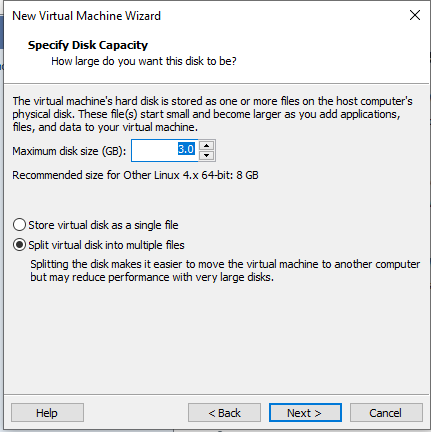 New Virtual Machine Wizard
Specify Disk Capacity
How large do you want this disk to be?
The virtual machine's hard disk is stored as one or more files on the host computer's
physical disk. These file(s) start small and become larger as you add applications,
files, and data to your virtual machine.
Maximum disk size (GB): 3.0
Recommended size for Other Linux 4.x 64-bit: 8 GB
Store virtual disk as a single file
Split virtual disk into multiple files
Splitting the disk makes it easier to move the virtual machine to another computer
but may reduce performance with very large disks.
Help < Back Next > Cancel